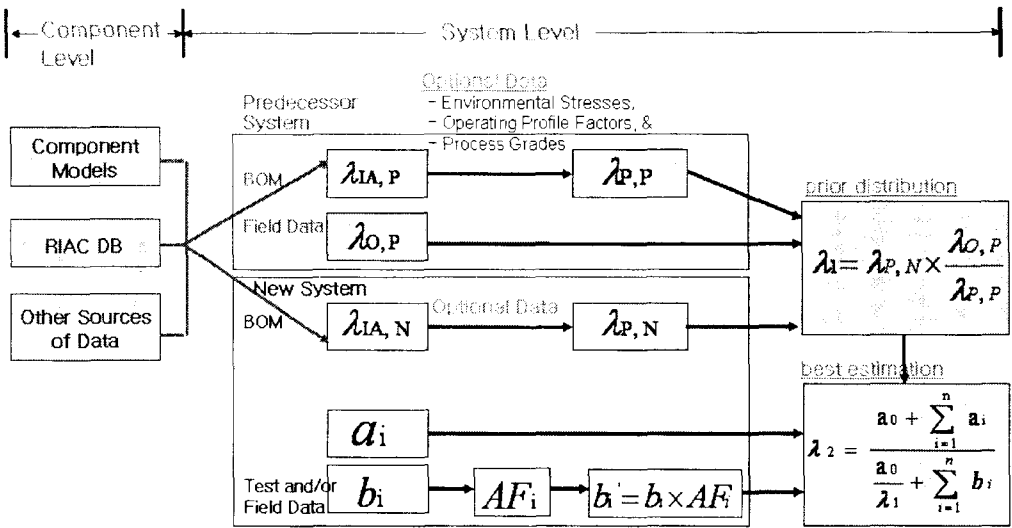 Component
Level
System Level
Optional Data
- Environmental Stresses,
- Operating Profile Factors, &
- Process Grades
Predecessor
System
Component
Models
RIAC DB
Other Sources
of Data
BOM
λIA, P
λP, P
Field Data
λO, P
prior distribution
λ1 = λP, N × λO, P / λP, P
New System
BOM
λIA, N
Optional Data
λP, N
best estimation
λ2 = (a0 + ∑ i=1 n ai) / (a0/λ1 + ∑ i=1 n bi)
ai
Test and/or
Field Data
bi
AFi
bi' = bi × AFi